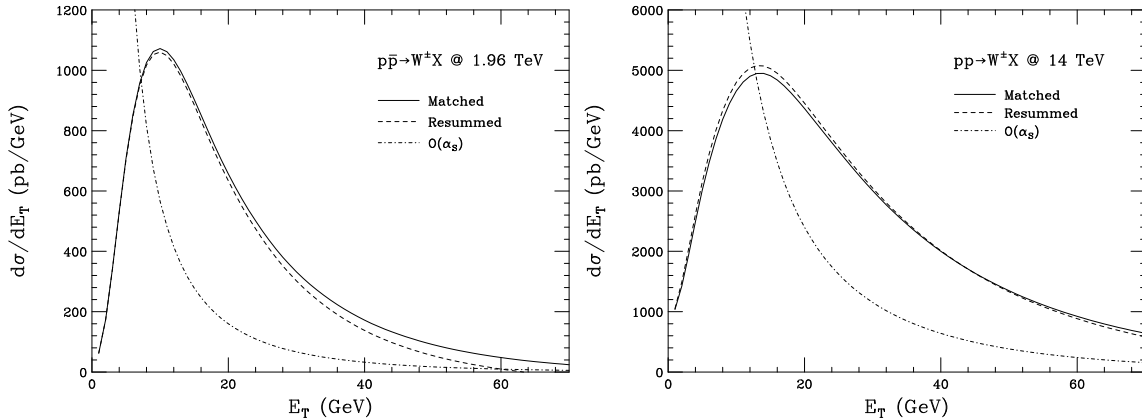 1200
1000
800
600
400
200
0
0
20
40
60
dσ/dE_T (pb/GeV)
E_T (GeV)
pp̄→W±X @ 1.96 TeV
Matched
Resummed
O(α_S)
6000
5000
4000
3000
2000
1000
0
0
20
40
60
dσ/dE_T (pb/GeV)
E_T (GeV)
pp→W±X @ 14 TeV
Matched
Resummed
O(α_S)